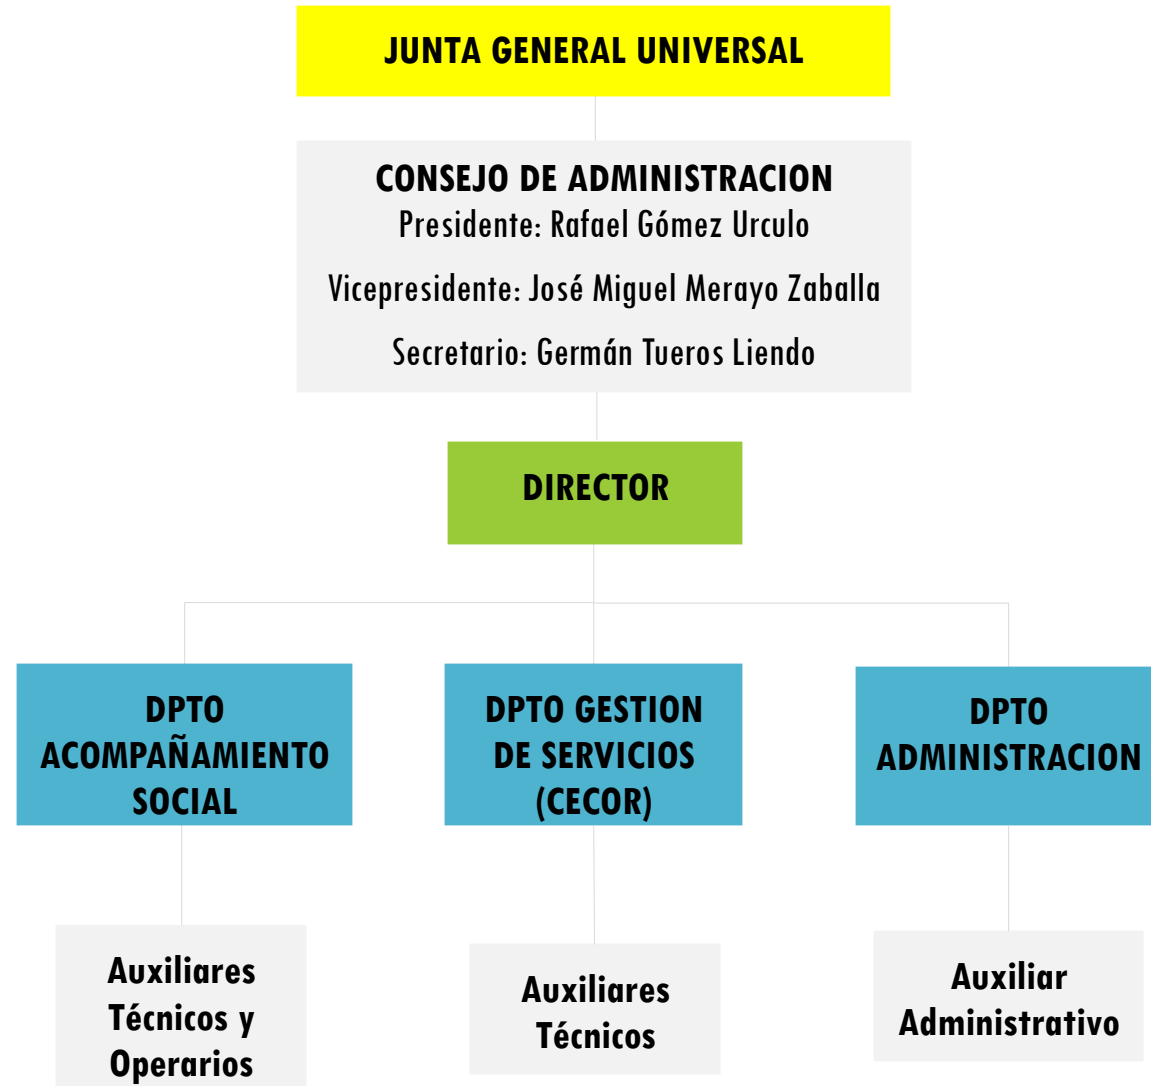 JUNTA GENERAL UNIVERSAL
CONSEJO DE ADMINISTRACION
Presidente: Rafael Gómez Urculo
Vicepresidente: José Miguel Merayo Zaballa
Secretario: Germán Tueros Liendo
DIRECTOR
DPTO
ACOMPAÑAMIENTO
SOCIAL
DPTO GESTION
DE SERVICIOS
(CECOR)
DPTO
ADMINISTRACION
Auxiliares
Técnicos y
Operarios
Auxiliares
Técnicos
Auxiliar
Administrativo